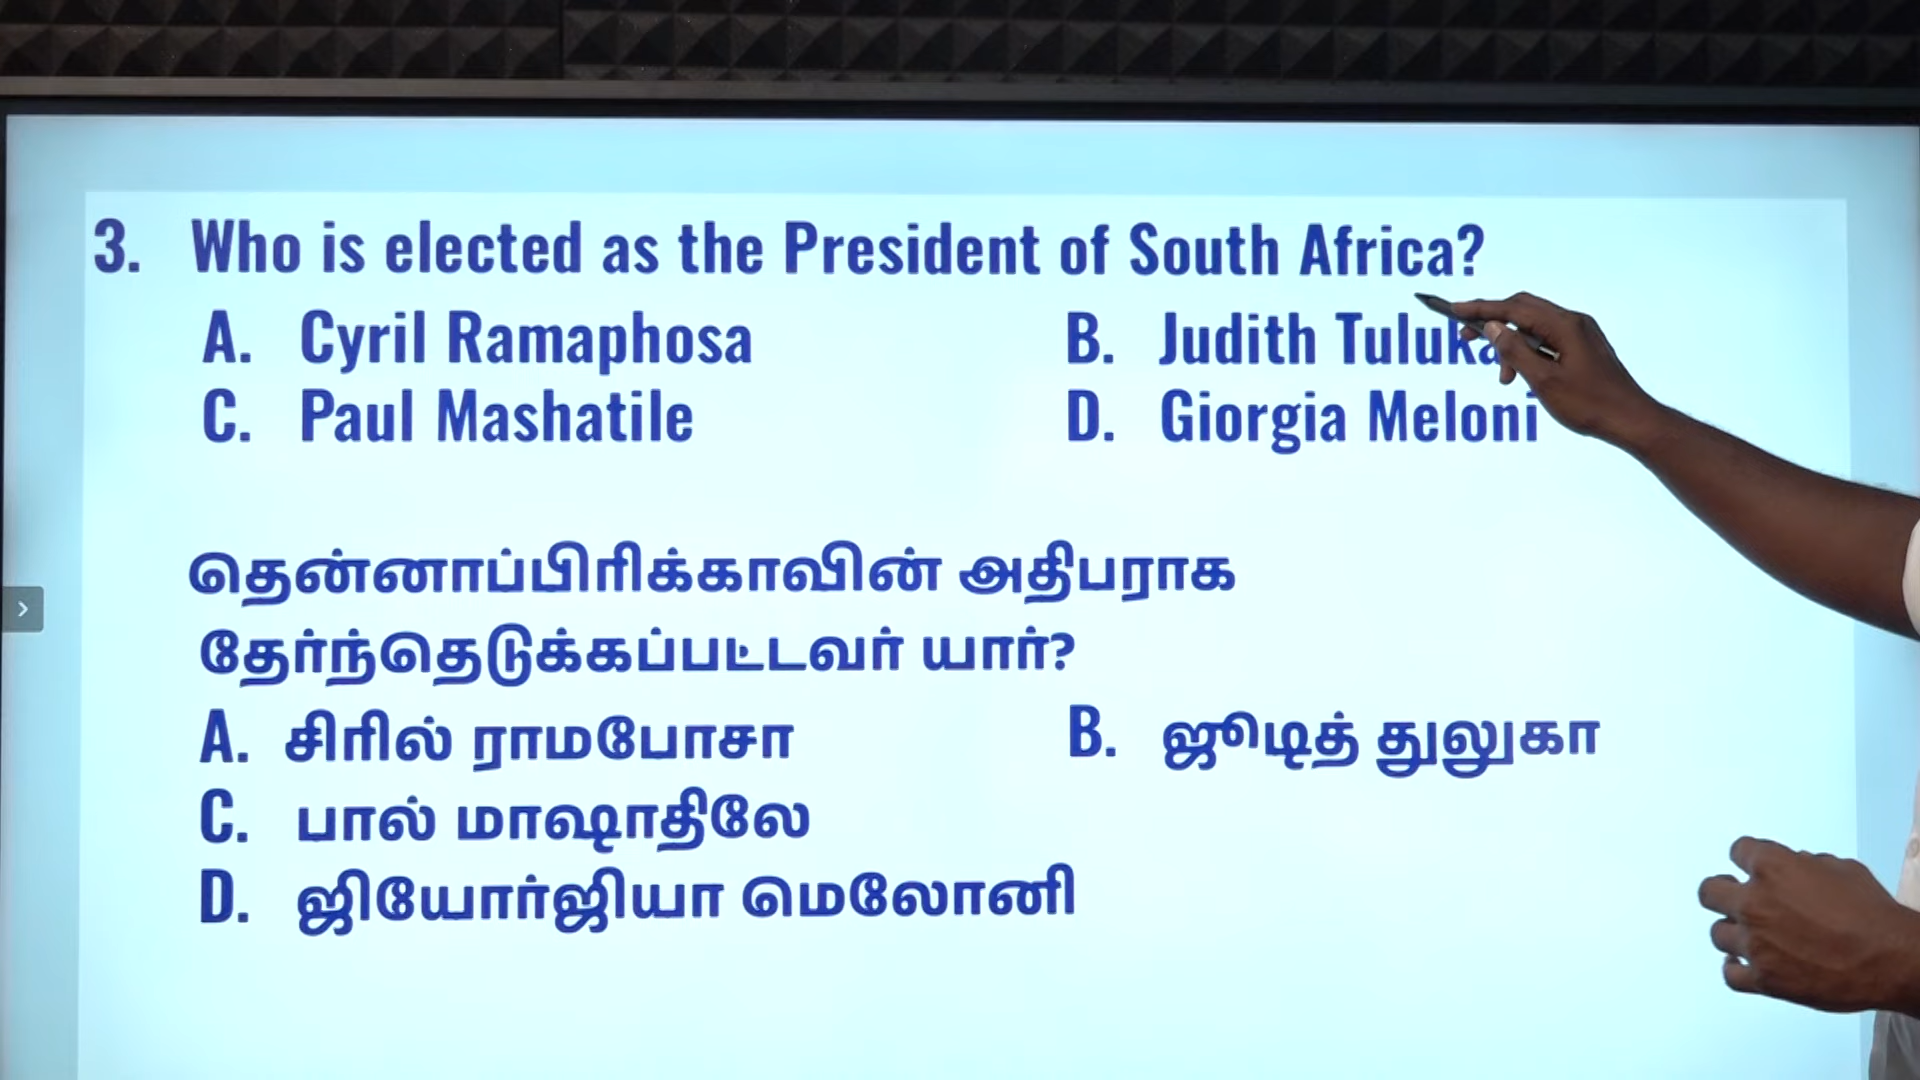 3. Who is elected as the President of South Africa?
A. Cyril Ramaphosa B. Judith Tuluka
C. Paul Mashatile D. Giorgia Meloni
தென்னாப்பிரிக்காவின் அதிபராக
தேர்ந்தெடுக்கப்பட்டவர் யார்?
A. சிரில் ராமபோசா B. ஜூடித் துலுகா
C. பால் மாஷாதிலே
D. ஜியோர்ஜியா மெலோனி